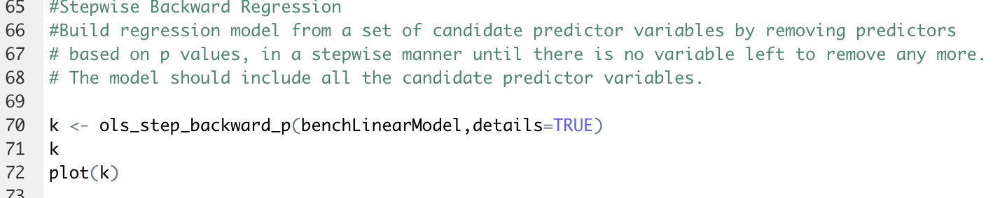 65 #Stepwise Backward Regression
66 #Build regression model from a set of candidate predictor variables by removing predictors
67 # based on p values, in a stepwise manner until there is no variable left to remove any more.
68 # The model should include all the candidate predictor variables.
69
70 k <- ols_step_backward_p(benchLinearModel,details=TRUE)
71 k
72 plot(k)
73